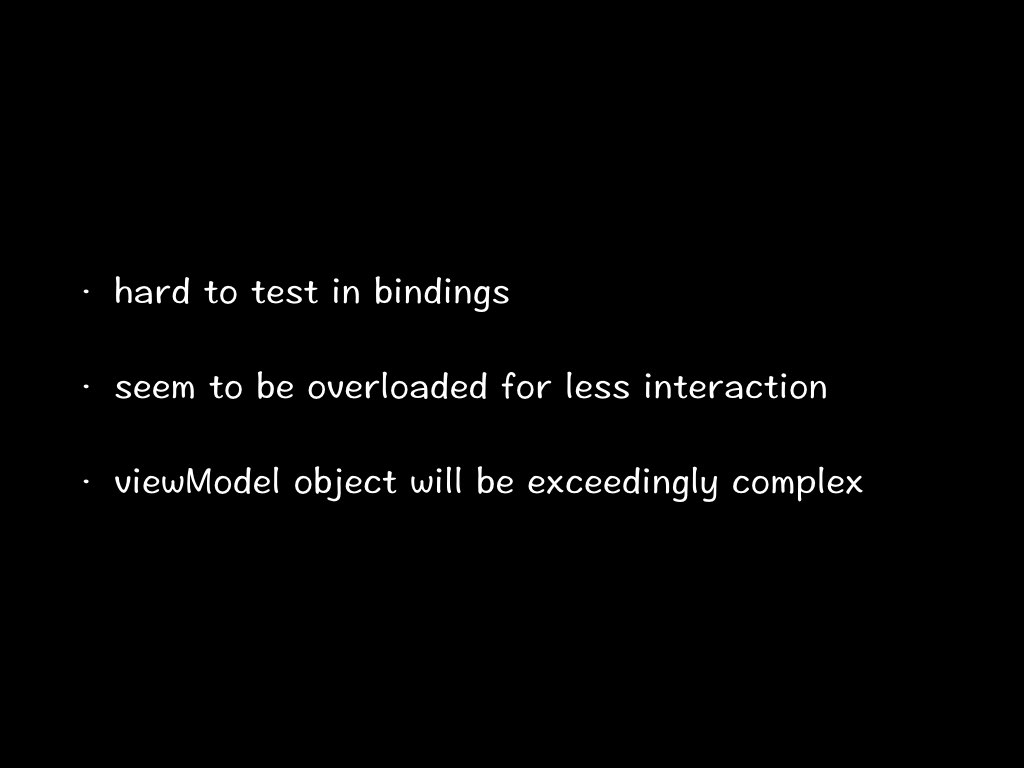 · hard to test in bindings
· seem to be overloaded for less interaction
· viewModel object will be exceedingly complex